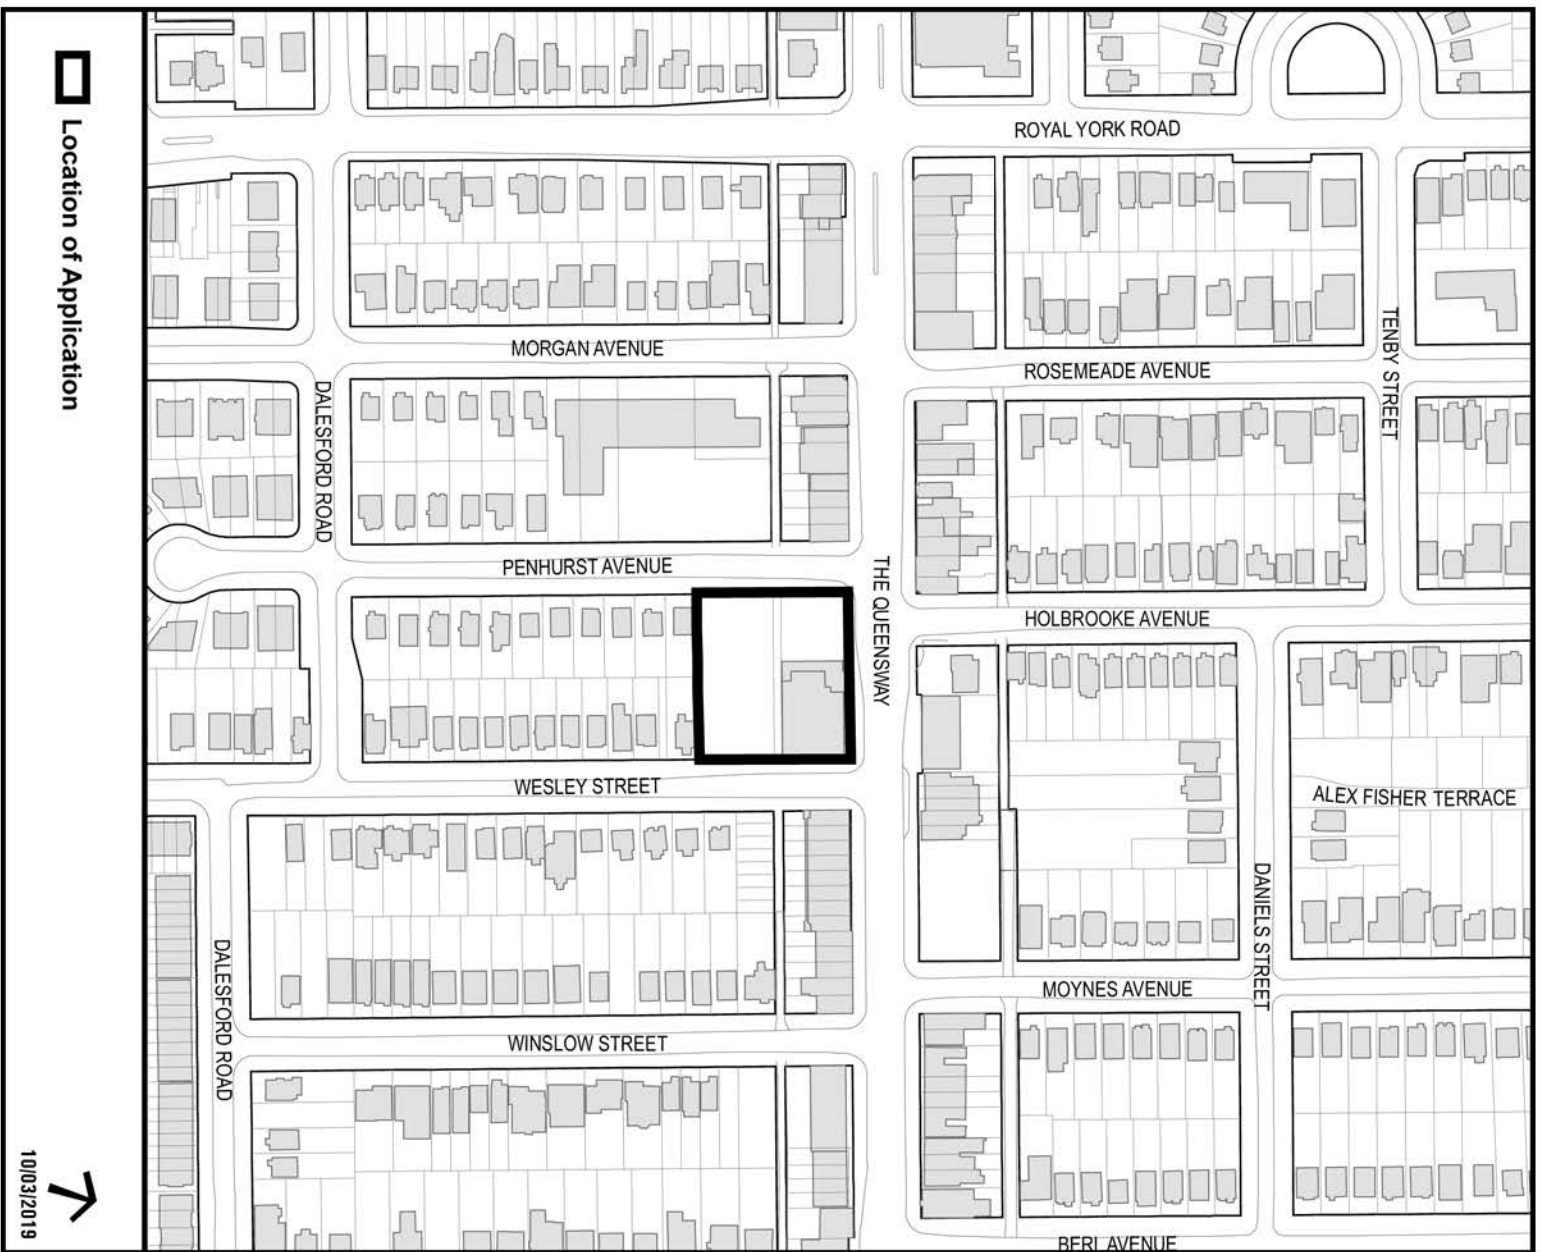 ROYAL YORK ROAD
MORGAN AVENUE
ROSEMEADE AVENUE
TENBY STREET
DALESFORD ROAD
PENHURST AVENUE
THE QUEENSWAY
HOLBROOKE AVENUE
WESLEY STREET
ALEX FISHER TERRACE
DANIELS STREET
DALESFORD ROAD
MOYNES AVENUE
WINSLOW STREET
BERL AVENUE
Location of Application
10/03/2019